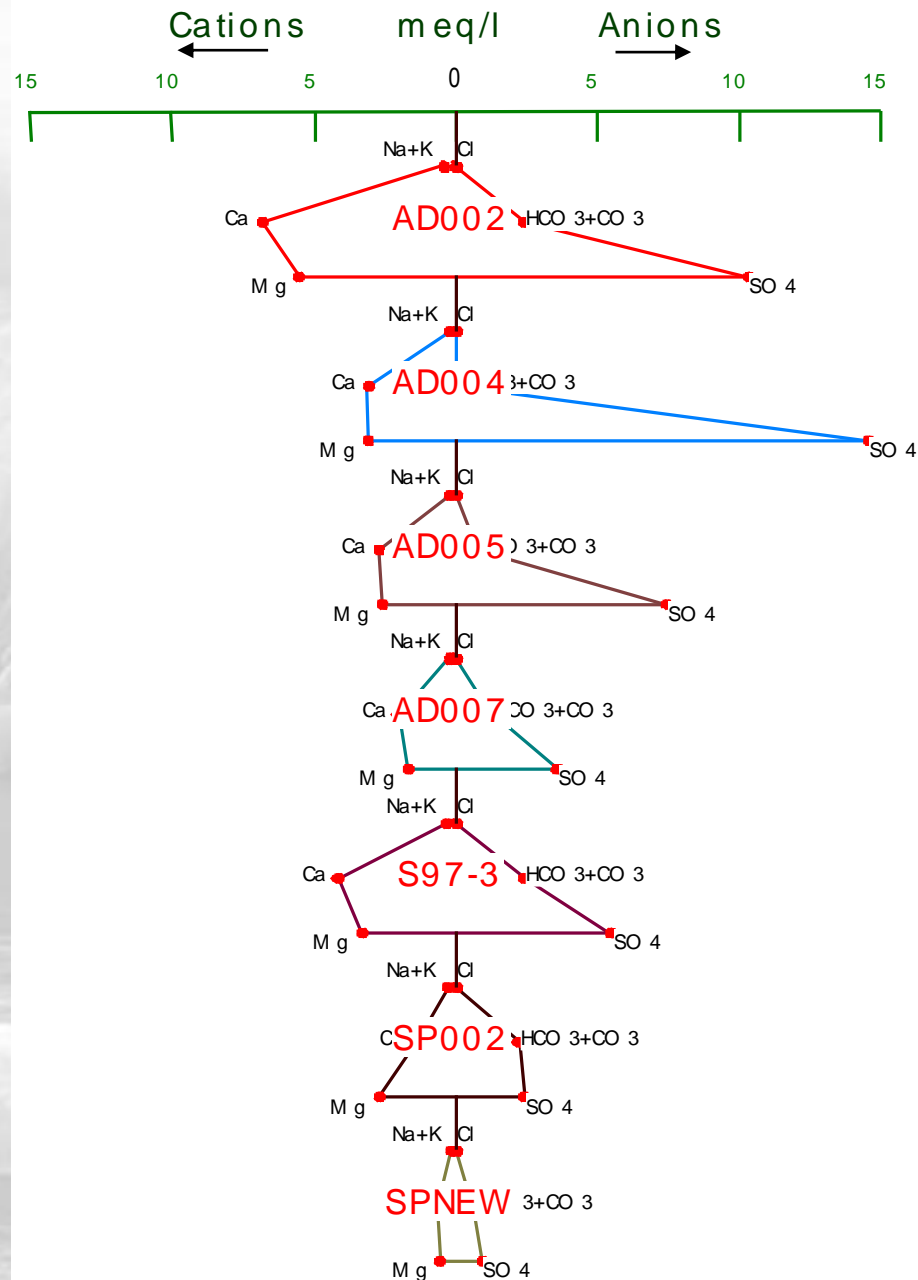 Cations meq/l Anions
15 10 5 0 5 10 15
Na+K Cl
Ca AD002 HCO 3+CO 3
Mg SO 4
Na+K Cl
Ca AD004 3+CO 3
Mg SO 4
Na+K Cl
Ca AD005 O 3+CO 3
Mg SO 4
Na+K Cl
Ca AD007 CO 3+CO 3
Mg SO 4
Na+K Cl
Ca S97-3 HCO 3+CO 3
Mg SO 4
Na+K Cl
C SP002 HCO 3+CO 3
Mg SO 4
Na+K Cl
SPNEW 3+CO 3
Mg SO 4